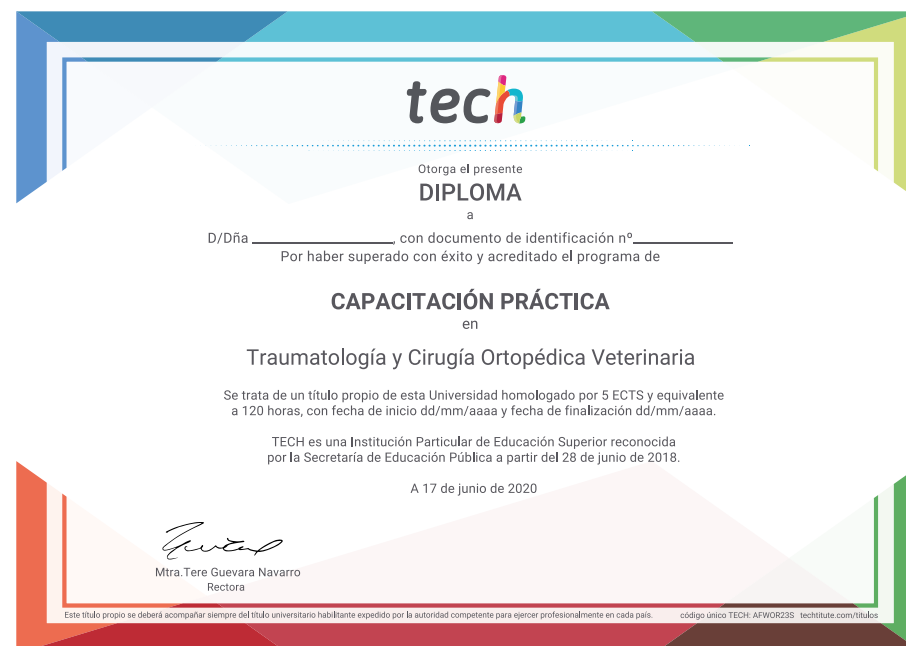 tech
Otorga el presente
DIPLOMA
a
D/Dña ____________________, con documento de identificación nº______________
Por haber superado con éxito y acreditado el programa de
CAPACITACIÓN PRÁCTICA
en
Traumatología y Cirugía Ortopédica Veterinaria
Se trata de un título propio de esta Universidad homologado por 5 ECTS y equivalente
a 120 horas, con fecha de inicio dd/mm/aaaa y fecha de finalización dd/mm/aaaa.
TECH es una Institución Particular de Educación Superior reconocida
por la Secretaría de Educación Pública a partir del 28 de junio de 2018.
A 17 de junio de 2020
Mtra.Tere Guevara Navarro
Rectora
Este título propio se deberá acompañar siempre del título universitario habilitante expedido por la autoridad competente para ejercer profesionalmente en cada país. código único TECH: AFWOR23S techtitute.com/titulos